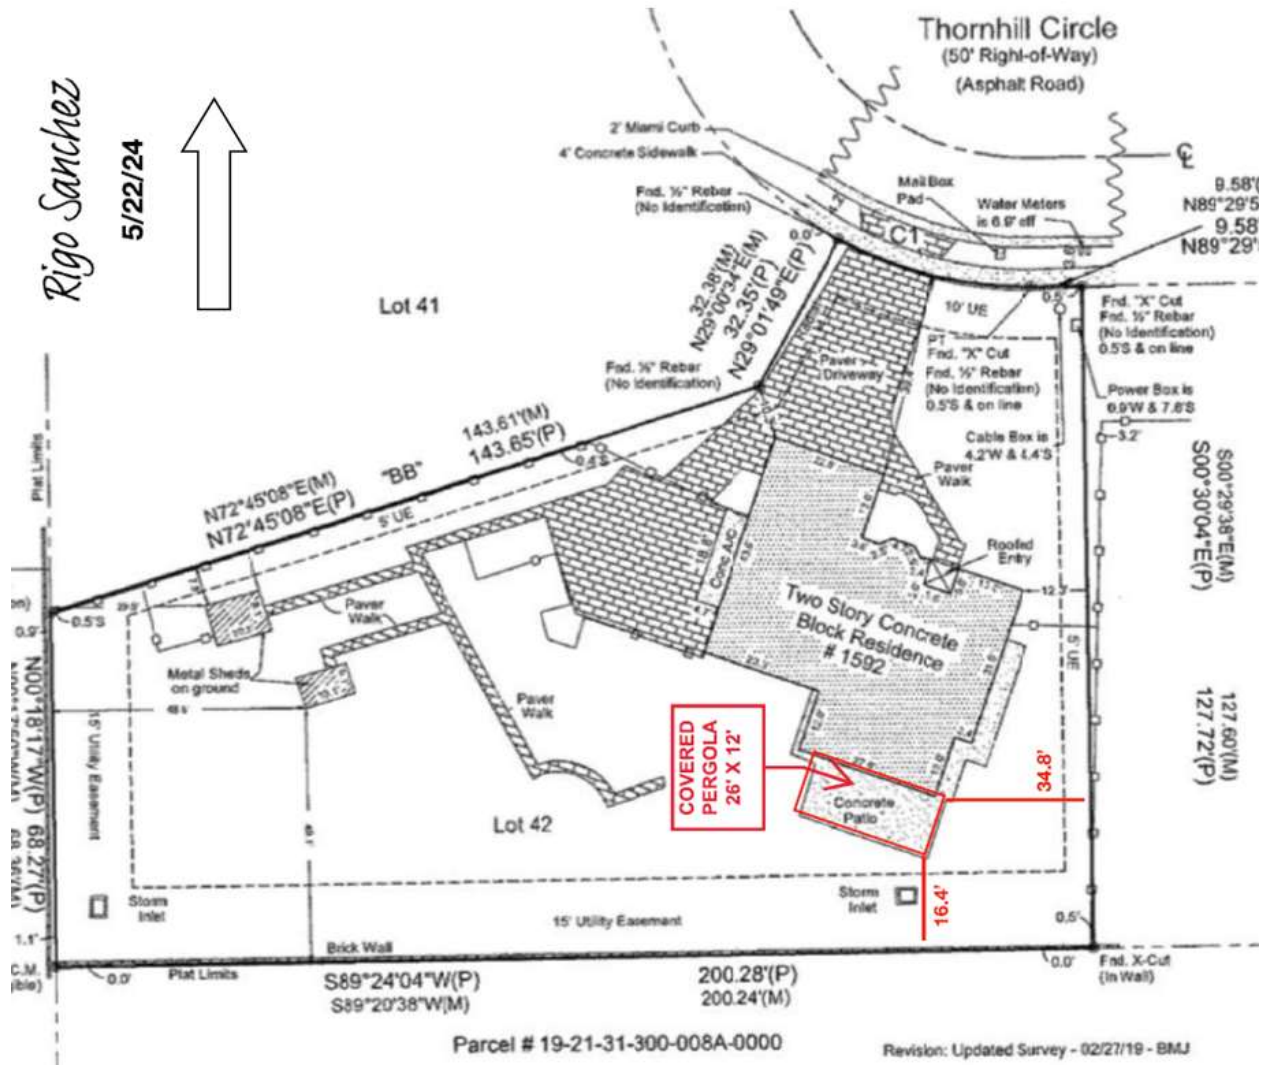 Thornhill Circle
(50' Right-of-Way)
(Asphalt Road)
Rigo Sanchez
5/22/24
2' Miami Curb
4' Concrete Sidewalk
Fnd. ½" Rebar
(No Identification)
Mail Box
Pad
Water Meters
is 6.9' off
9.58'(
N89°29'5
9.58'
N89°29'
C1
0.0'
Lot 41
32.38'(M)
N29°00'34"E(M)
32.35'(P)
N29°01'49"E(P)
10' UE
0.5'
Fnd. "X" Cut
Fnd. ½" Rebar
(No Identification)
0.5'S & on line
PT
Fnd. "X" Cut
Fnd. ½" Rebar
(No Identification)
0.5'S & on line
Paver
Driveway
Fnd. ½" Rebar
(No Identification)
Power Box is
0.9'W & 7.8'S
3.2'
Cable Box is
4.2'W & 4.4'S
Plat Limits
143.61'(M)
143.65'(P)
"BB"
N72°45'08"E(M)
N72°45'08"E(P)
5' UE
0.4'S
Paver
Walk
S00°29'38"E(M)
S00°30'04"E(P)
Roofed
Entry
Conc. A/C
Two Story Concrete
Block Residence
# 1592
5' UE
0.5'S
0.9'
Paver
Walk
Metal Sheds
on ground
N00°18'17"W(P) 68.27'(P)
15' Utility Easement
Paver
Walk
COVERED
PERGOLA
26' X 12'
127.60'(M)
127.72'(P)
34.8'
Concrete
Patio
Lot 42
16.4'
Storm
Inlet
Storm
Inlet
15' Utility Easement
0.5'
1.1'
Brick Wall
C.M.
ible)
0.0'
Plat Limits
S89°24'04"W(P)
S89°20'38"W(M)
200.28'(P)
200.24'(M)
0.0'
Fnd. X-Cut
(In Wall)
Parcel # 19-21-31-300-008A-0000
Revision: Updated Survey - 02/27/19 - BMJ